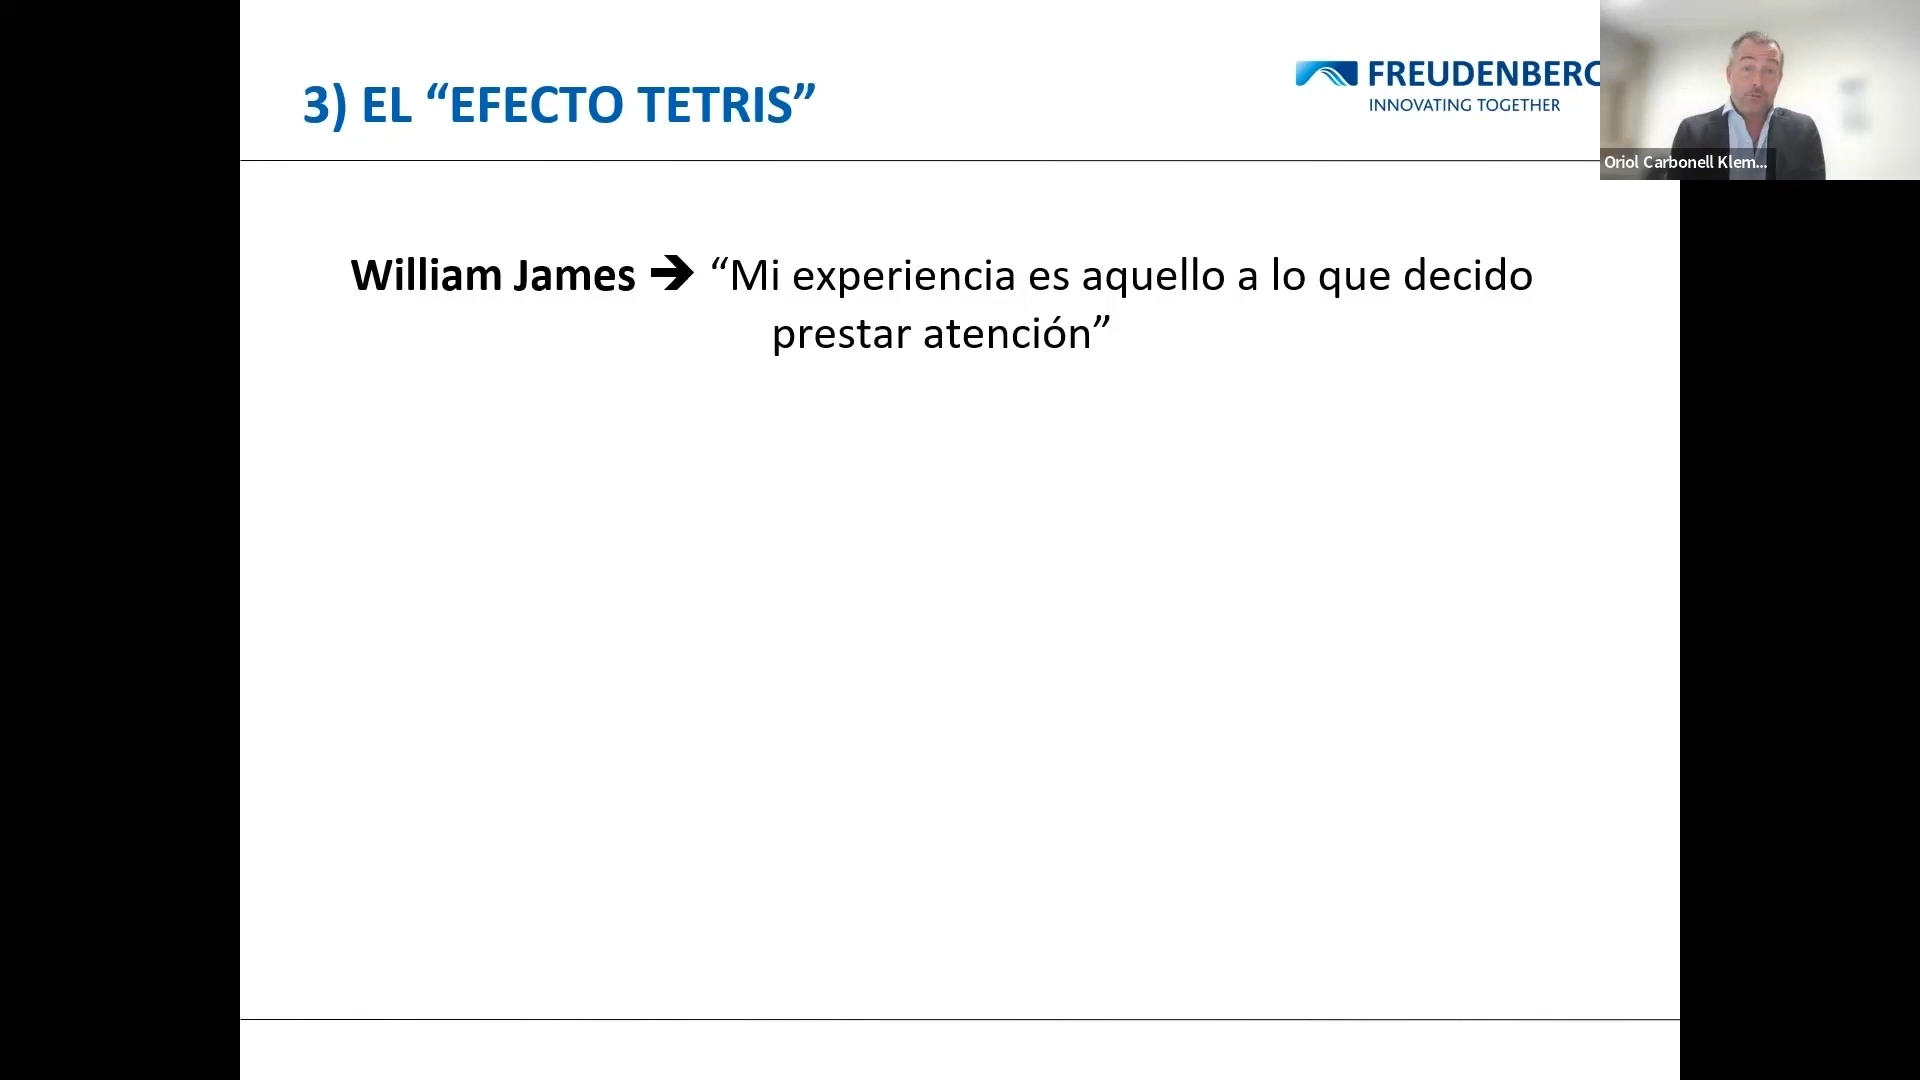 3) EL “EFECTO TETRIS”
FREUDENBERG
INNOVATING TOGETHER
Oriol Carbonell Klem...
William James ➔ “Mi experiencia es aquello a lo que decido
prestar atención”